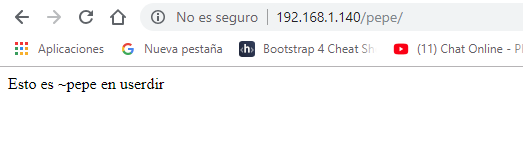 No es seguro | 192.168.1.140/pepe/
Aplicaciones G Nueva pestaña <h> Bootstrap 4 Cheat Sh (11) Chat Online - P
Esto es ~pepe en userdir